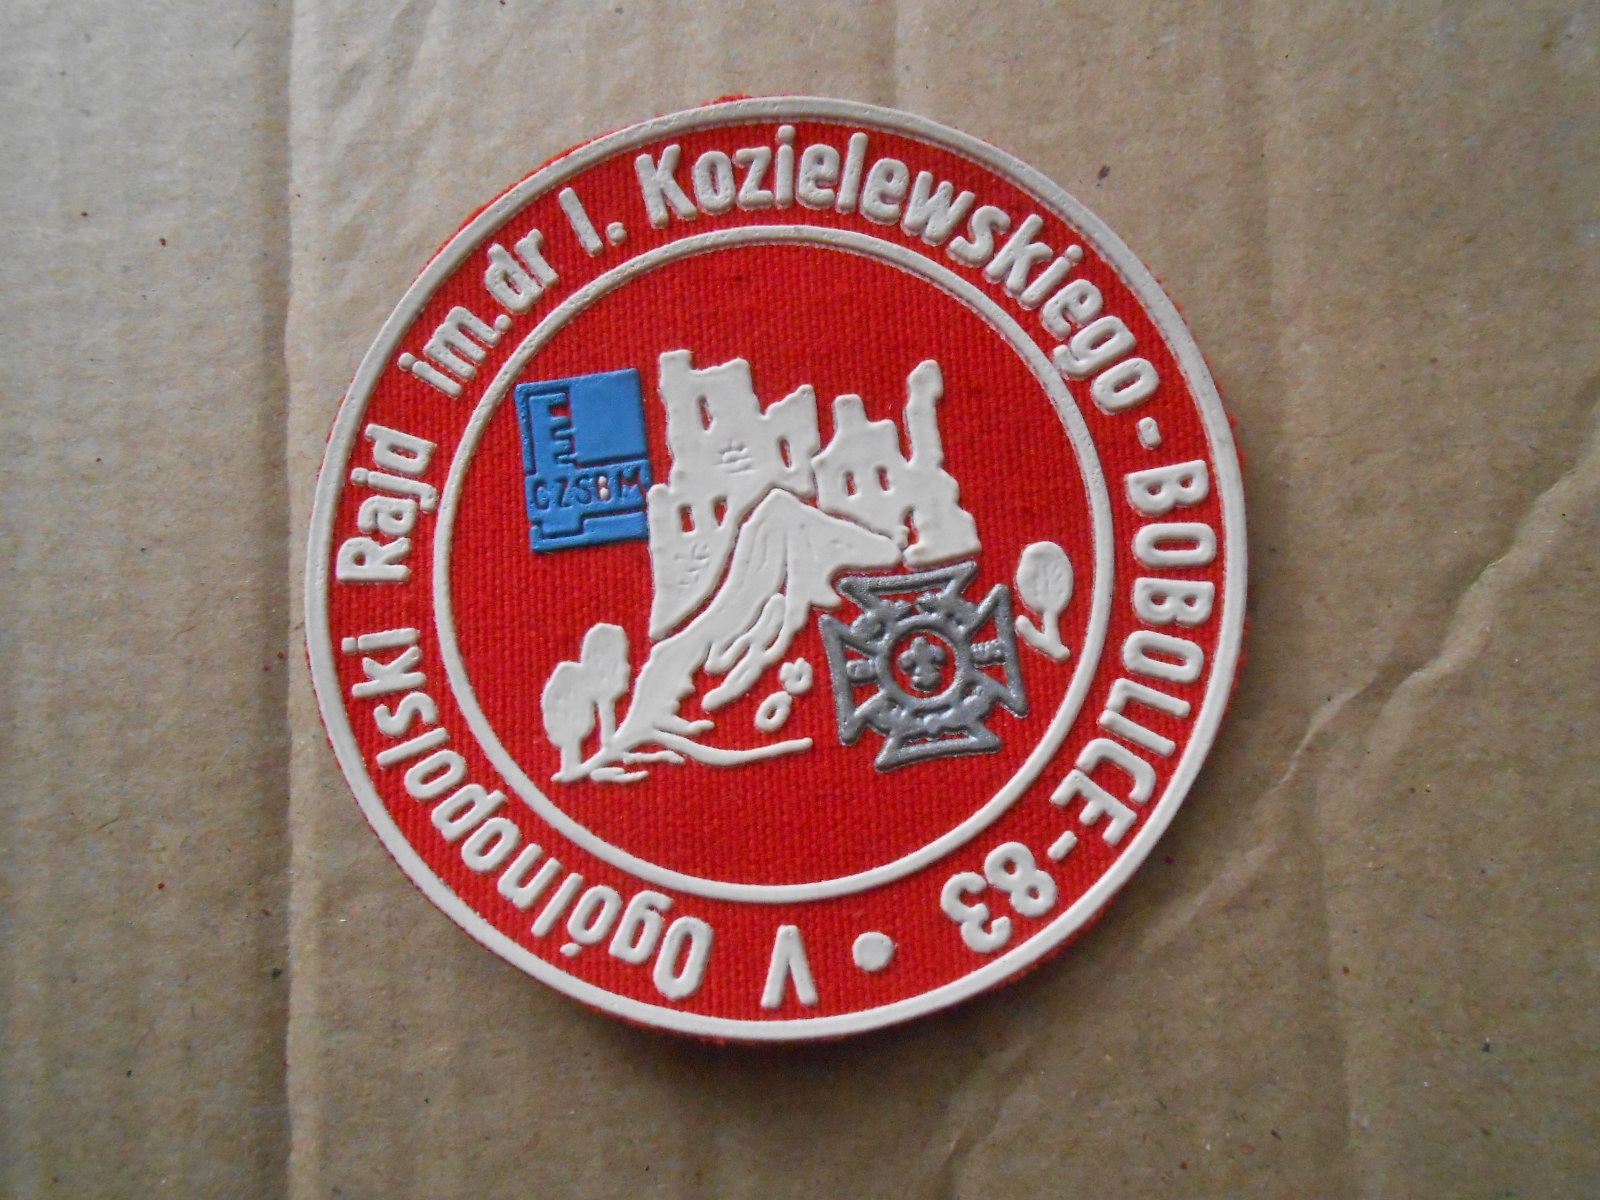 V Ogólnopolski Rajd im.dr I. Kozielewskiego - BOBOLICE - 83 •
CZSBM